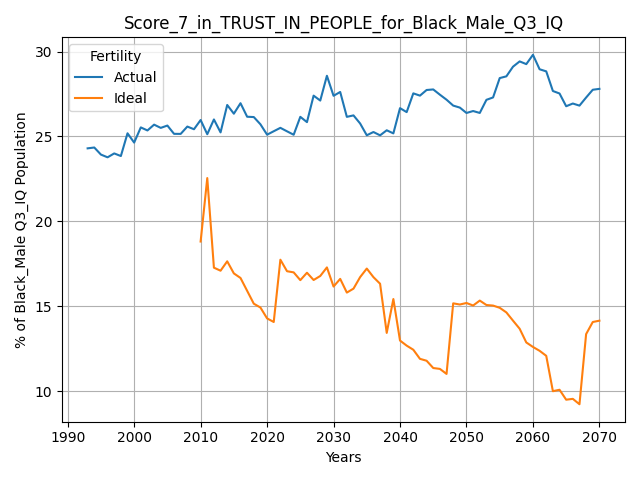 Score_7_in_TRUST_IN_PEOPLE_for_Black_Male_Q3_IQ
Fertility
Actual
Ideal
% of Black_Male Q3_IQ Population
30
25
20
15
10
1990
2000
2010
2020
2030
2040
2050
2060
2070
Years